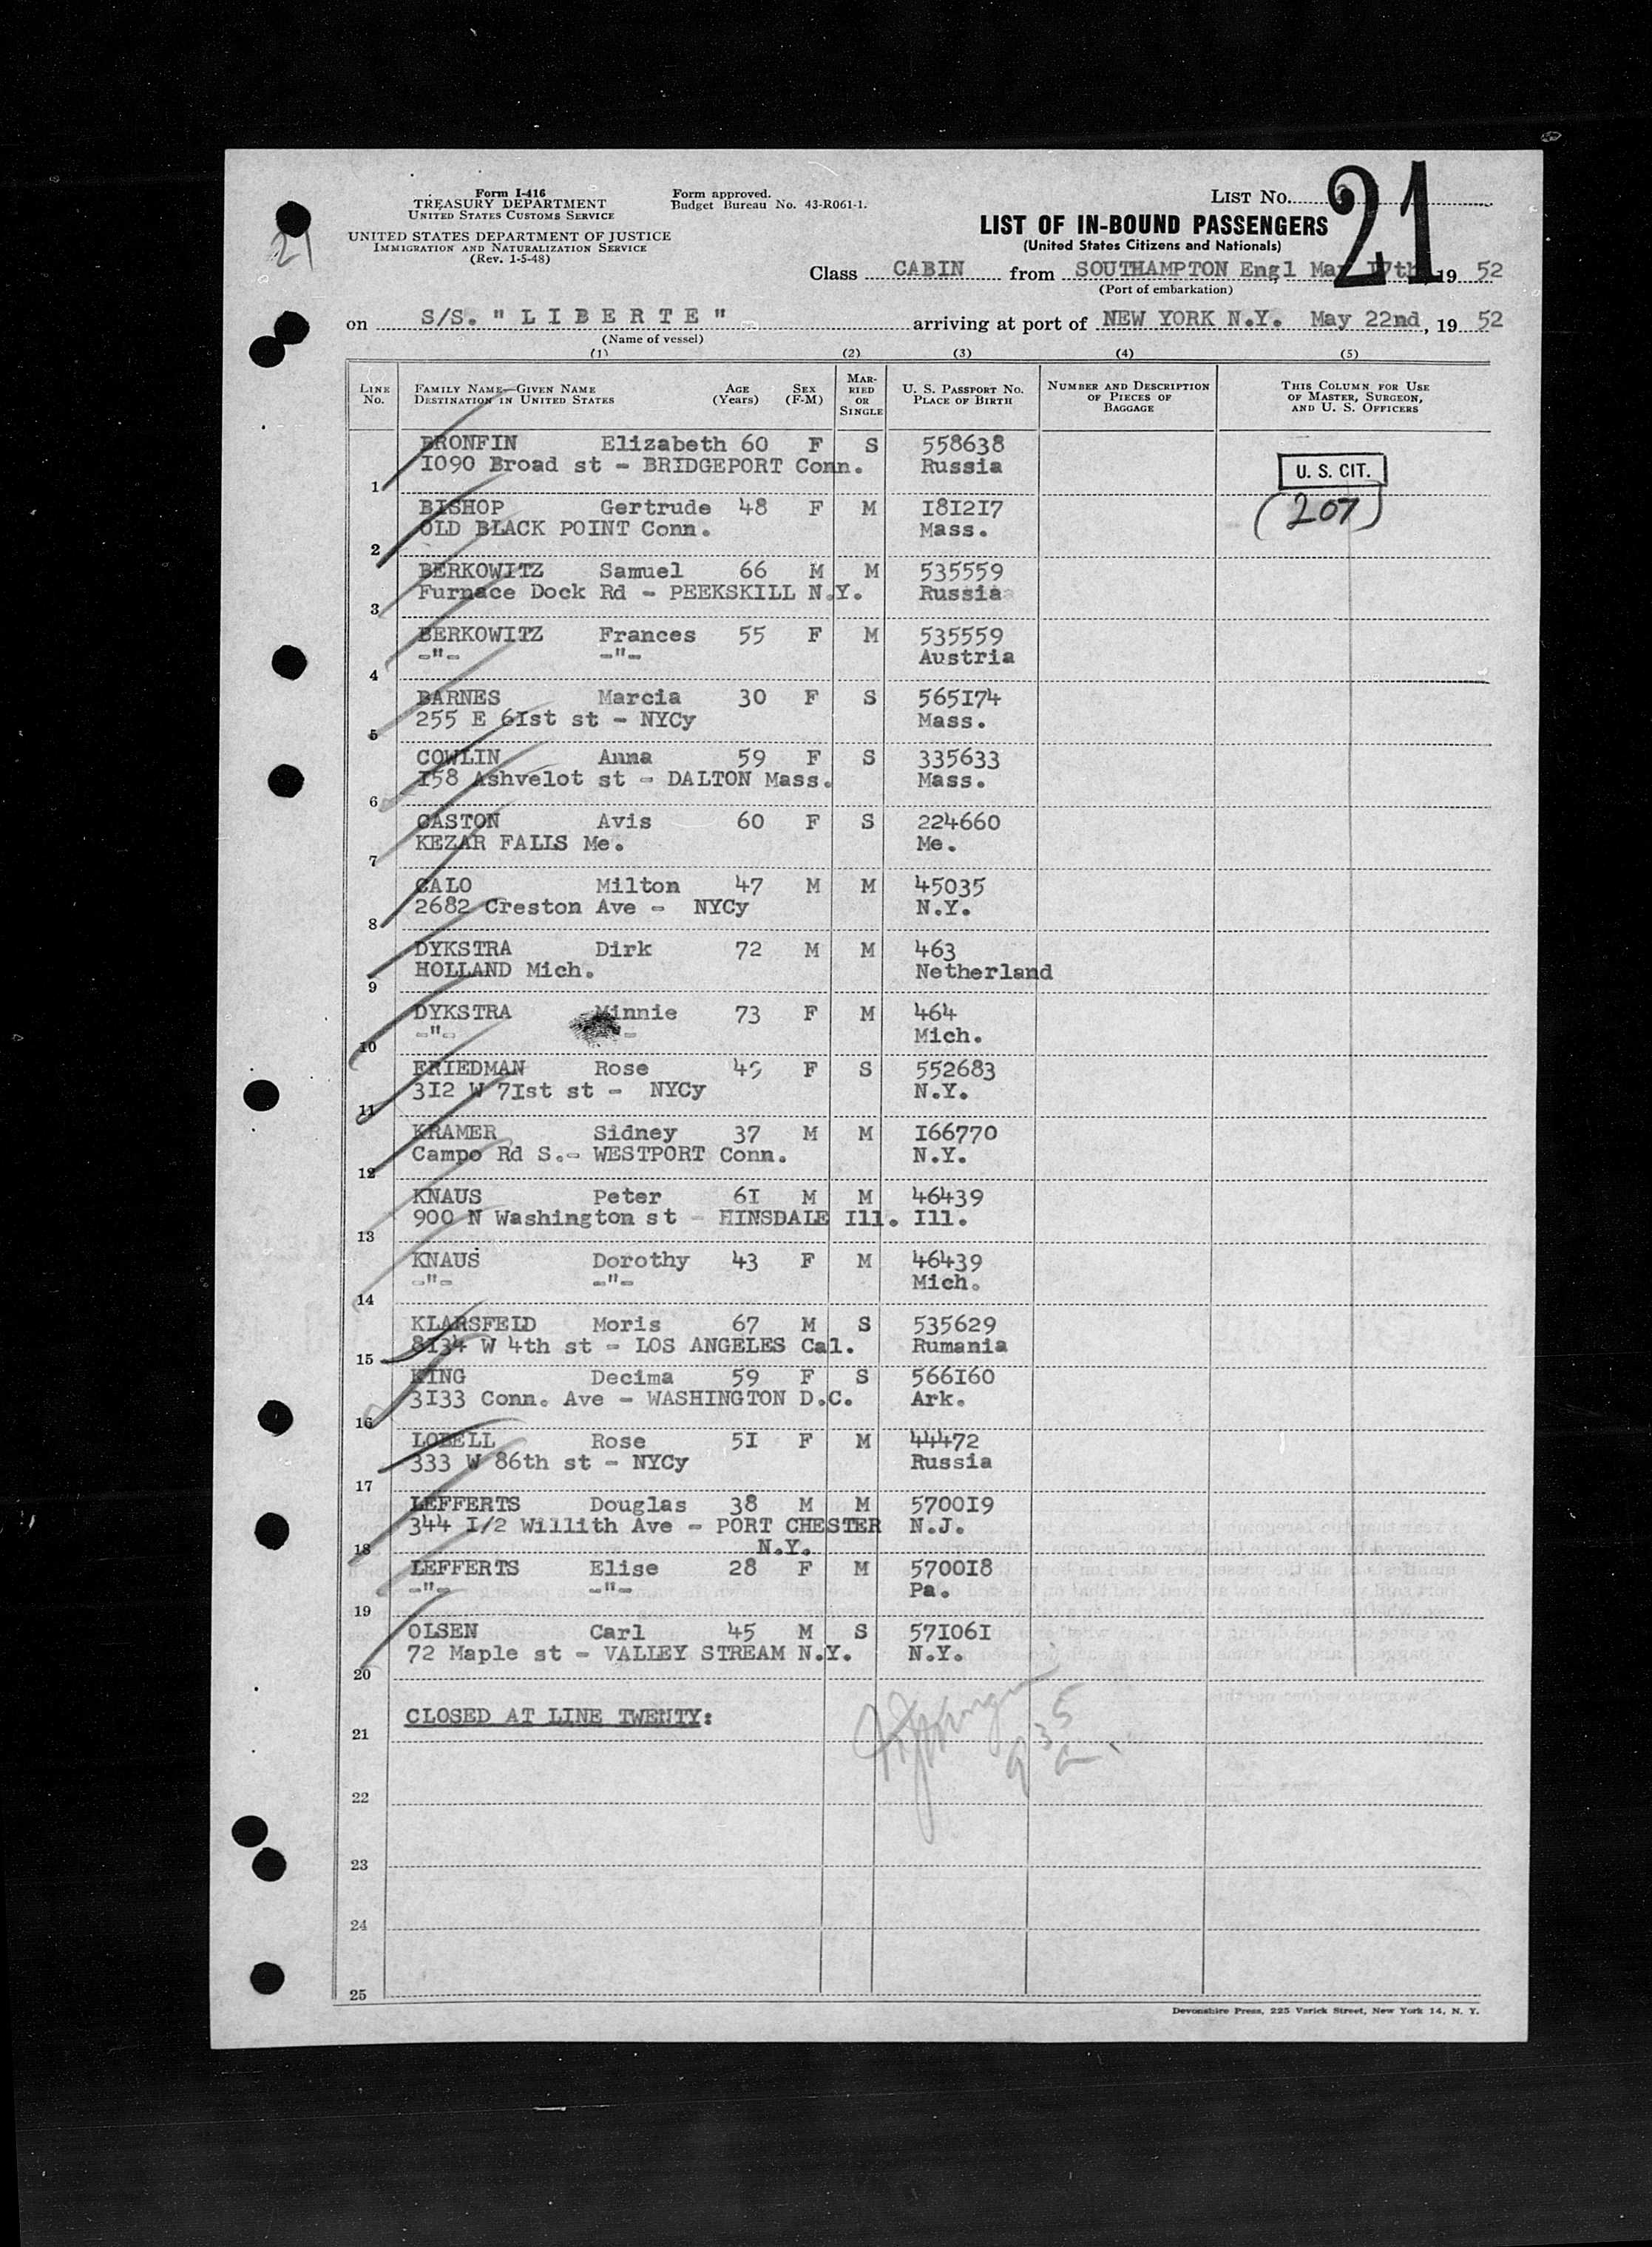 Form I-416
TREASURY DEPARTMENT
UNITED STATES CUSTOMS SERVICE
UNITED STATES DEPARTMENT OF JUSTICE
IMMIGRATION AND NATURALIZATION SERVICE
(Rev. 1-5-48)
21
Form approved.
Budget Bureau No. 43-R061-1.
LIST NO. 21
LIST OF IN-BOUND PASSENGERS
(United States Citizens and Nationals)
Class CABIN from SOUTHAMPTON Engl May 17th, 19 52
(Port of embarkation)
on S/S. " L I B E R T E " arriving at port of NEW YORK N.Y. May 22nd, 19 52
(Name of vessel)
(1) (2) (3) (4) (5)
LINE NO. FAMILY NAME—GIVEN NAME DESTINATION IN UNITED STATES AGE (Years) SEX (F-M) MARRIED OR SINGLE U. S. PASSPORT NO. PLACE OF BIRTH NUMBER AND DESCRIPTION OF PIECES OF BAGGAGE THIS COLUMN FOR USE OF MASTER, SURGEON, AND U. S. OFFICERS
BRONFIN Elizabeth 60 F S 558638
1090 Broad st - BRIDGEPORT Conn. Russia
U. S. CIT.
1
BISHOP Gertrude 48 F M 181217
(207)
OLD BLACK POINT Conn. Mass.
2
BERKOWITZ Samuel 66 M M 535559
Furnace Dock Rd - PEEKSKILL N.Y. Russia
3
BERKOWITZ Frances 55 F M 535559
-"- -"- Austria
4
BARNES Marcia 30 F S 565174
255 E 61st st - NYCy Mass.
5
COWLIN Anna 59 F S 335633
158 Ashvelot st - DALTON Mass. Mass.
6
GASTON Avis 60 F S 224660
KEZAR FALLS Me. Me.
7
CALO Milton 47 M M 45035
2682 Creston Ave - NYCy N.Y.
8
DYKSTRA Dirk 72 M M 463
HOLLAND Mich. Netherland
9
DYKSTRA Minnie 73 F M 464
-"- Mich.
10
FRIEDMAN Rose F S 552683
312 W 71st st - NYCy N.Y.
11
KRAMER Sidney 37 M M 166770
Campo Rd S.- WESTPORT Conn. N.Y.
12
KNAUS Peter 61 M M 46439
900 N Washington st - HINSDALE Ill. Ill.
13
KNAUS Dorothy 43 F M 46439
-"- -"- Mich.
14
KLARSFELD Moris 67 M S 535629
8134 W 4th st - LOS ANGELES Cal. Rumania
15
KING Decima 59 F S 566160
3133 Conn. Ave - WASHINGTON D.C. Ark.
16
LOBELL Rose 51 F M 44472
333 W 86th st - NYCy Russia
17
LEFFERTS Douglas 38 M M 570019
344 1/2 Willith Ave - PORT CHESTER N.J.
N.Y.
18
LEFFERTS Elise 28 F M 570018
-"- -"- Pa.
19
OLSEN Carl 45 M S 571061
72 Maple st - VALLEY STREAM N.Y. N.Y.
20
CLOSED AT LINE TWENTY:
21
935
22
23
24
25
Devonshire Press, 225 Varick Street, New York 14, N. Y.